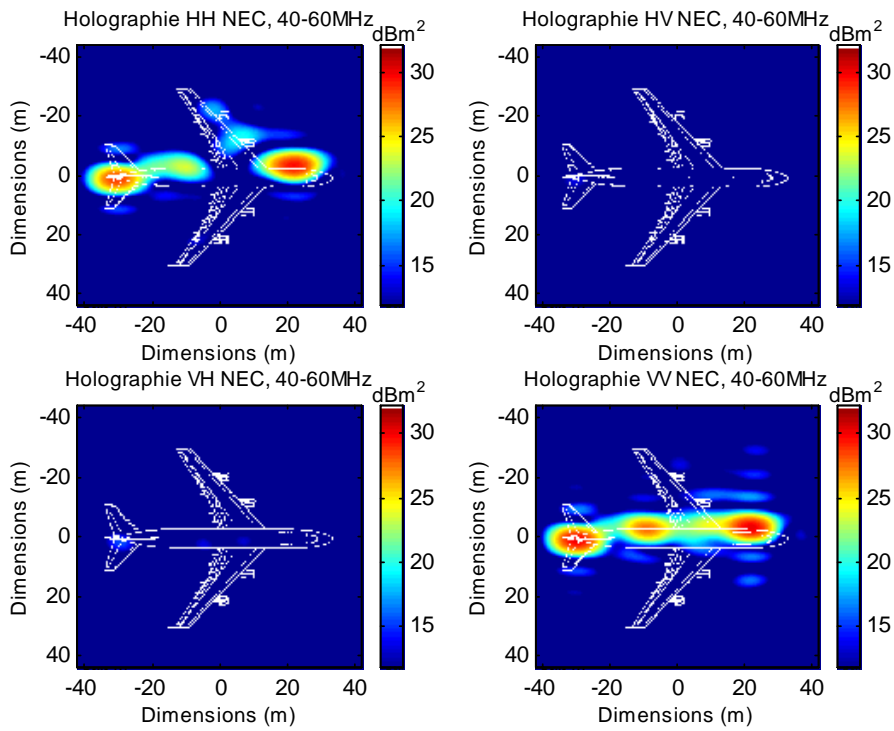 Holographie HH NEC, 40-60MHz
dBm2
-40
-20
0
20
40
Dimensions (m)
30
25
20
15
-40 -20 0 20 40
Dimensions (m)
Holographie HV NEC, 40-60MHz
dBm2
-40
-20
0
20
40
Dimensions (m)
30
25
20
15
-40 -20 0 20 40
Dimensions (m)
Holographie VH NEC, 40-60MHz
dBm2
-40
-20
0
20
40
Dimensions (m)
30
25
20
15
-40 -20 0 20 40
Dimensions (m)
Holographie VV NEC, 40-60MHz
dBm2
-40
-20
0
20
40
Dimensions (m)
30
25
20
15
-40 -20 0 20 40
Dimensions (m)